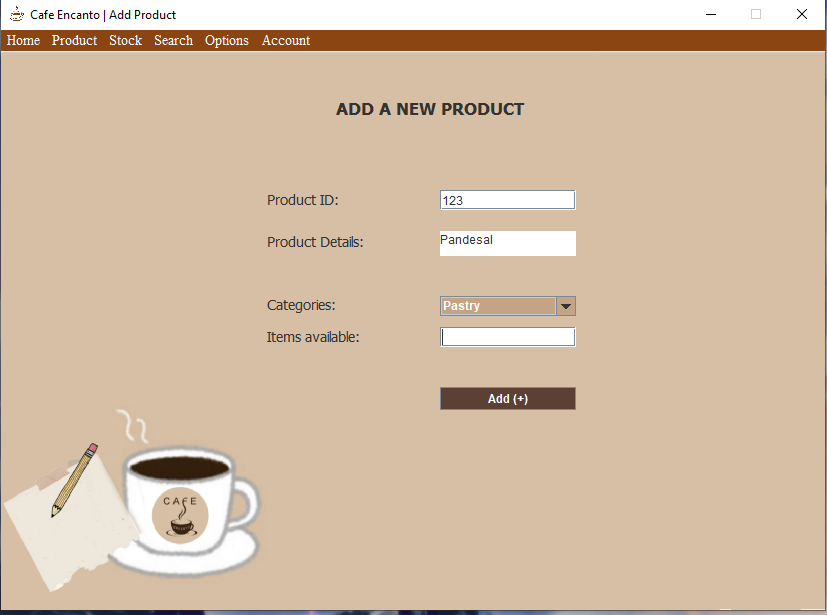 Cafe Encanto | Add Product
Home Product Stock Search Options Account
ADD A NEW PRODUCT
Product ID: 123
Product Details: Pandesal
Categories: Pastry
Items available:
Add (+)
CAFE